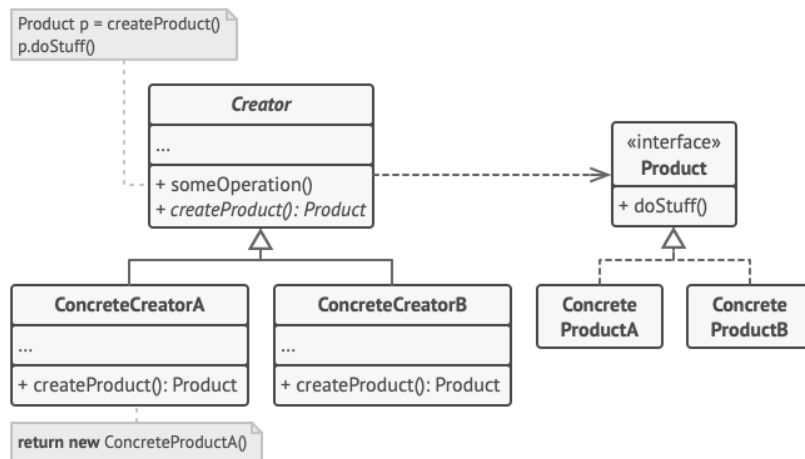 Product p = createProduct()
p.doStuff()
Creator
...
+ someOperation()
+ createProduct(): Product
«interface»
Product
+ doStuff()
ConcreteCreatorA
...
+ createProduct(): Product
ConcreteCreatorB
...
+ createProduct(): Product
Concrete
ProductA
Concrete
ProductB
return new ConcreteProductA()